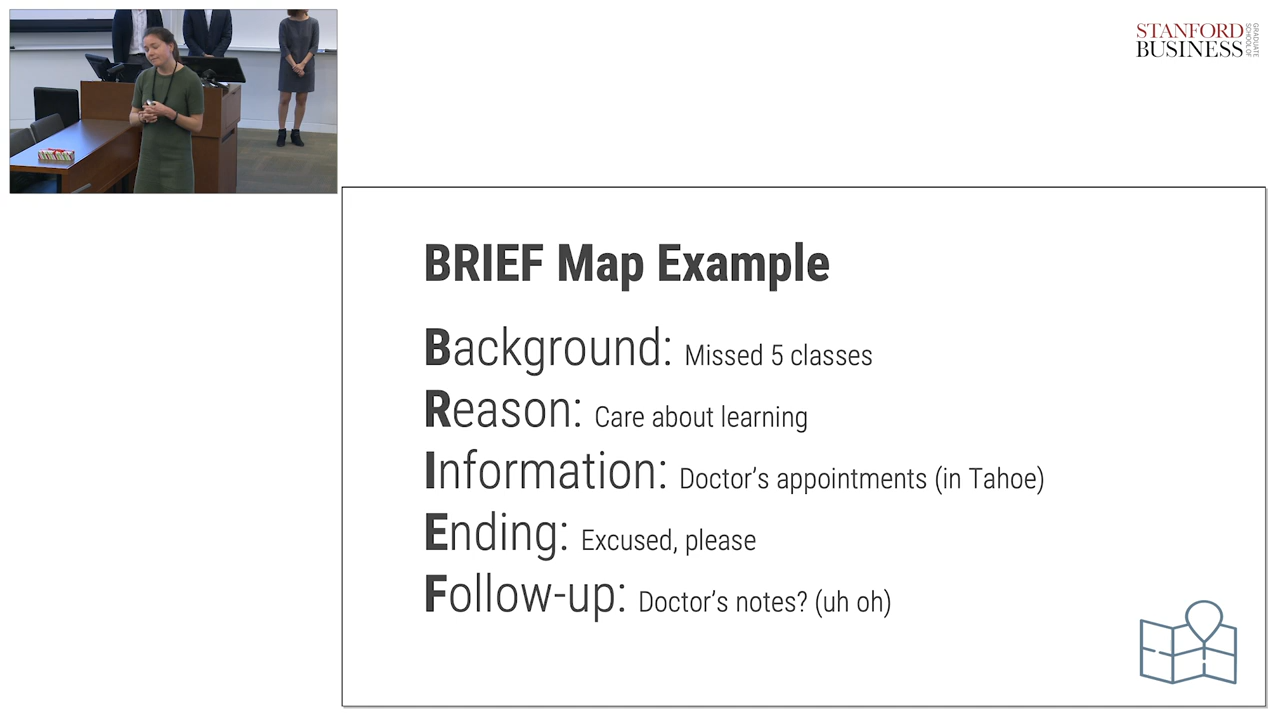 STANFORD
BUSINESS
GRADUATE
SCHOOL OF
BRIEF Map Example
Background: Missed 5 classes
Reason: Care about learning
Information: Doctor’s appointments (in Tahoe)
Ending: Excused, please
Follow-up: Doctor’s notes? (uh oh)